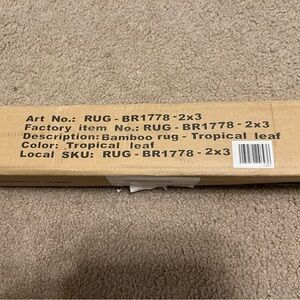 Art No.: RUG - BR1778 - 2x3
Factory item No.: RUG - BR1778 - 2x3
Description: Bamboo rug - Tropical leaf
Color: Tropical leaf
Local SKU: RUG - BR1778 - 2x3